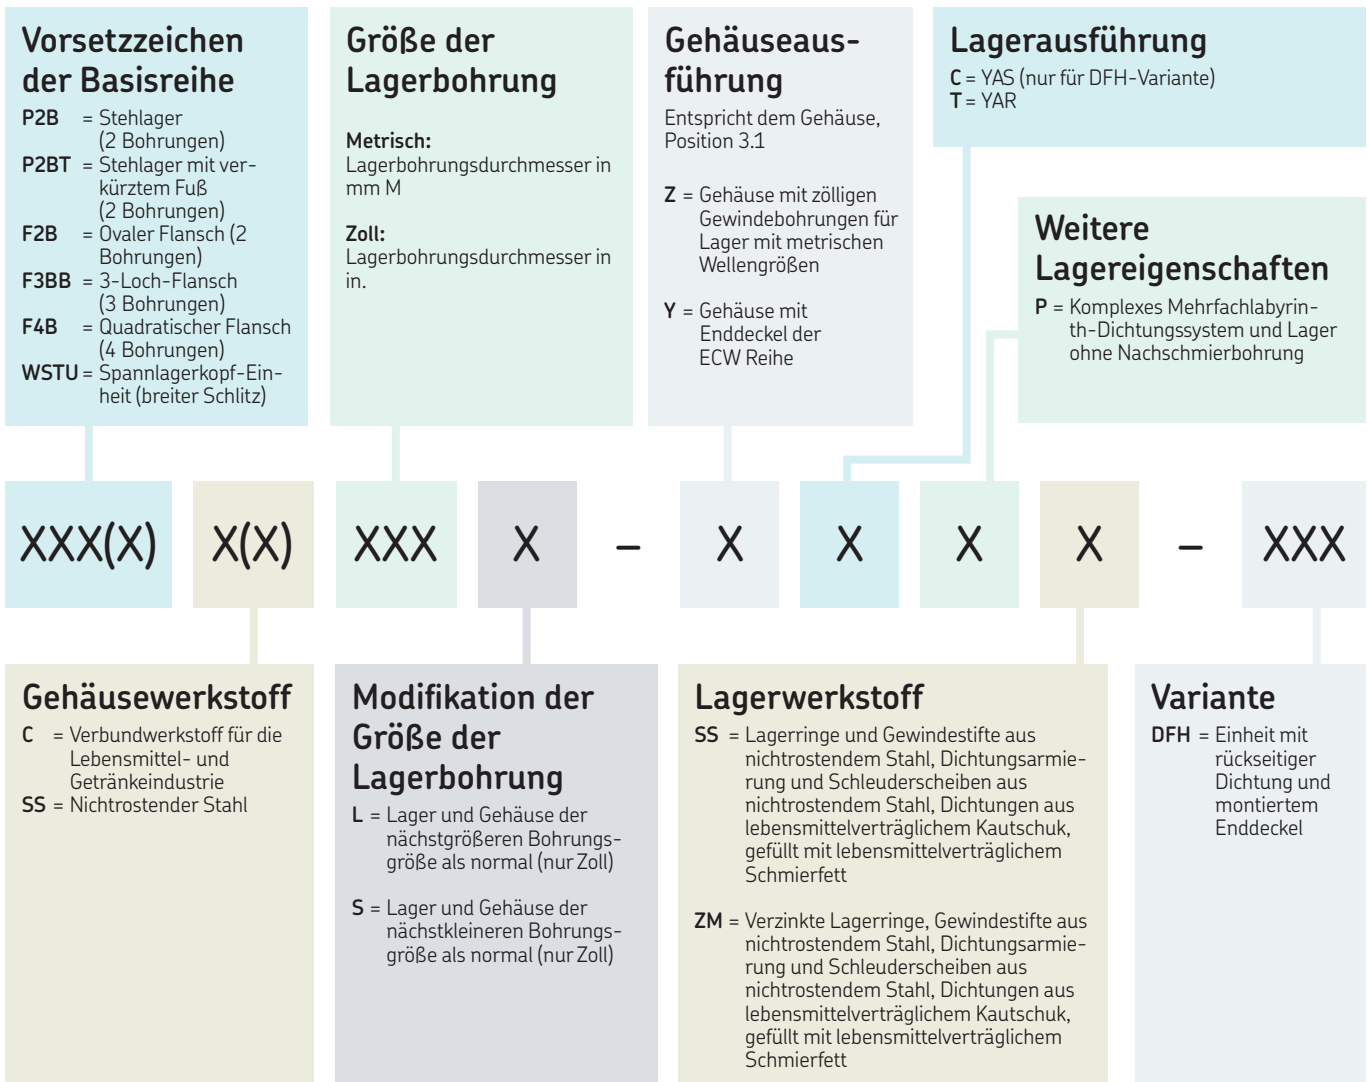 Vorsetzzeichen
der Basisreihe
P2B = Stehlager
(2 Bohrungen)
P2BT = Stehlager mit ver-
kürztem Fuß
(2 Bohrungen)
F2B = Ovaler Flansch (2
Bohrungen)
F3BB = 3-Loch-Flansch
(3 Bohrungen)
F4B = Quadratischer Flansch
(4 Bohrungen)
WSTU = Spannlagerkopf-Ein-
heit (breiter Schlitz)
Größe der
Lagerbohrung
Metrisch:
Lagerbohrungsdurchmesser in
mm M
Zoll:
Lagerbohrungsdurchmesser in
in.
Gehäuseaus-
führung
Entspricht dem Gehäuse,
Position 3.1
Z = Gehäuse mit zölligen
Gewindebohrungen für
Lager mit metrischen
Wellengrößen
Y = Gehäuse mit
Enddeckel der
ECW Reihe
Lagerausführung
C = YAS (nur für DFH-Variante)
T = YAR
Weitere
Lagereigenschaften
P = Komplexes Mehrfachlabyrin-
th-Dichtungssystem und Lager
ohne Nachschmierbohrung
XXX(X) X(X) XXX X – X X X X – XXX
Gehäusewerkstoff
C = Verbundwerkstoff für die
Lebensmittel- und
Getränkeindustrie
SS = Nichtrostender Stahl
Modifikation der
Größe der
Lagerbohrung
L = Lager und Gehäuse der
nächstgrößeren Bohrungs-
größe als normal (nur Zoll)
S = Lager und Gehäuse der
nächstkleineren Bohrungs-
größe als normal (nur Zoll)
Lagerwerkstoff
SS = Lagerringe und Gewindestifte aus
nichtrostendem Stahl, Dichtungsarmie-
rung und Schleuderscheiben aus
nichtrostendem Stahl, Dichtungen aus
lebensmittelverträglichem Kautschuk,
gefüllt mit lebensmittelverträglichem
Schmierfett
ZM = Verzinkte Lagerringe, Gewindestifte aus
nichtrostendem Stahl, Dichtungsarmie-
rung und Schleuderscheiben aus
nichtrostendem Stahl, Dichtungen aus
lebensmittelverträglichem Kautschuk,
gefüllt mit lebensmittelverträglichem
Schmierfett
Variante
DFH = Einheit mit
rückseitiger
Dichtung und
montiertem
Enddeckel